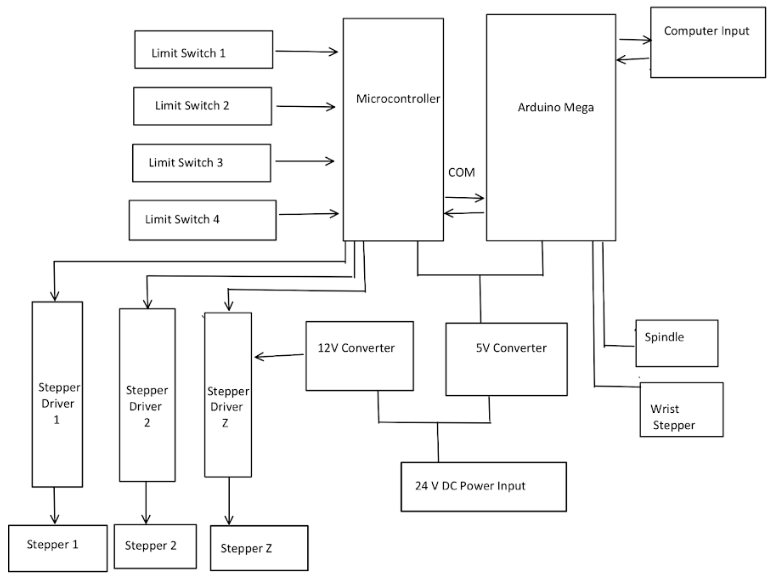 Limit Switch 1
Limit Switch 2
Limit Switch 3
Limit Switch 4
Microcontroller
COM
Arduino Mega
Computer Input
Stepper
Driver
1
Stepper
Driver
2
Stepper
Driver
Z
12V Converter
5V Converter
Spindle
Wrist
Stepper
24 V DC Power Input
Stepper 1
Stepper 2
Stepper Z